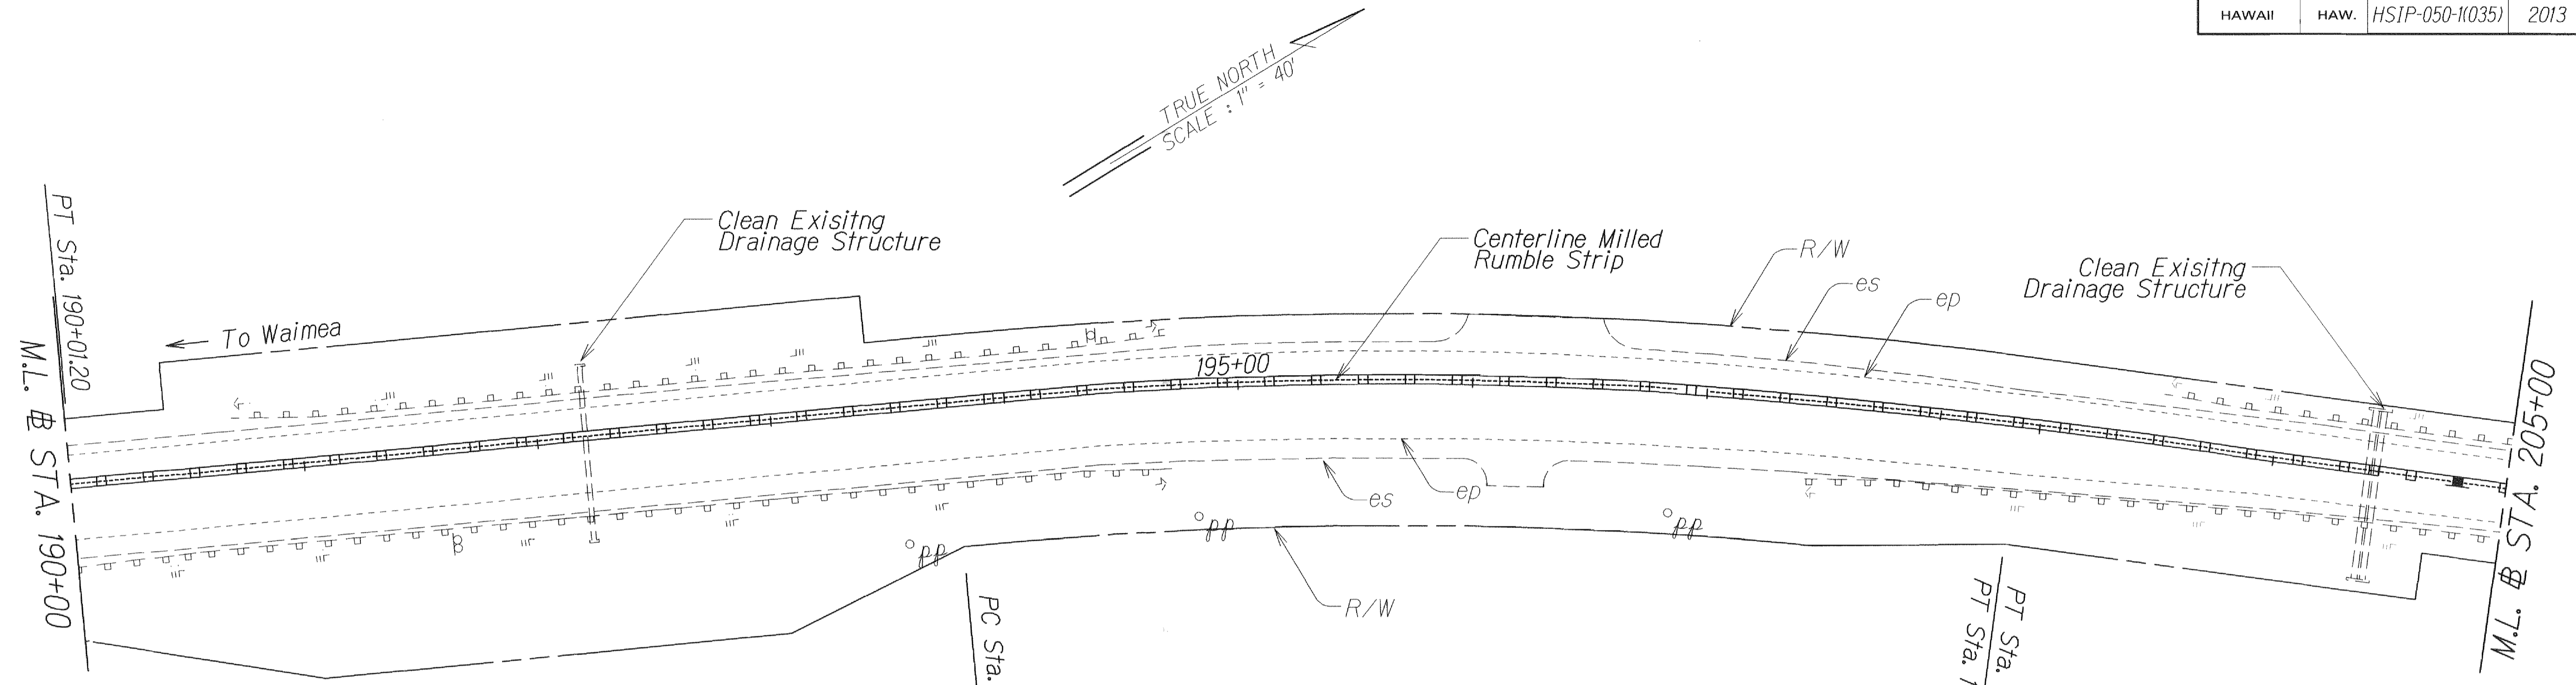 HAWAII HAW. HSIP-050-1(035) 2013
TRUE NORTH
SCALE : 1" = 40'
PT Sta. 190+01.20
M.L. ℄ STA. 190+00
To Waimea
Clean Exisitng
Drainage Structure
195+00
Centerline Milled
Rumble Strip
R/W
es
ep
Clean Exisitng
Drainage Structure
M.L. ℄ STA. 205+00
es
ep
pp
pp
pp
R/W
PC Sta.
PT Sta.
PT Sta.